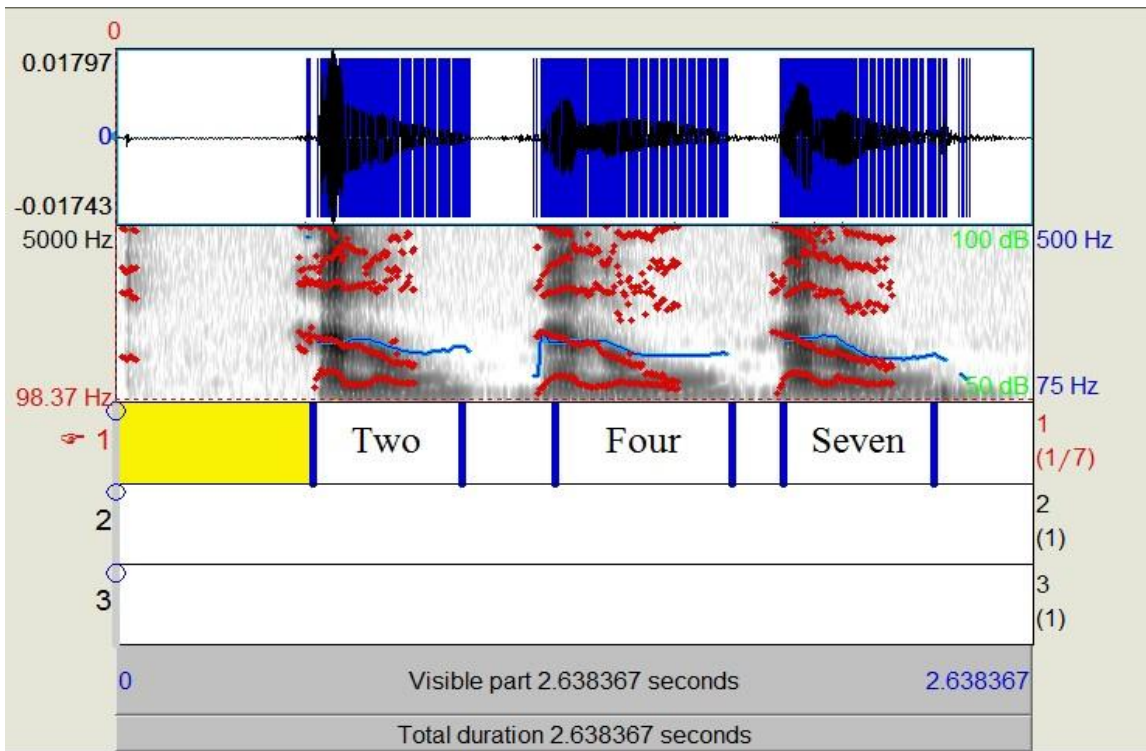 0
0.01797
0
-0.01743
5000 Hz 100 dB 500 Hz
98.37 Hz 50 dB 75 Hz
☞ 1 Two Four Seven 1
(1/7)
2 2
(1)
3 3
(1)
0 Visible part 2.638367 seconds 2.638367
Total duration 2.638367 seconds